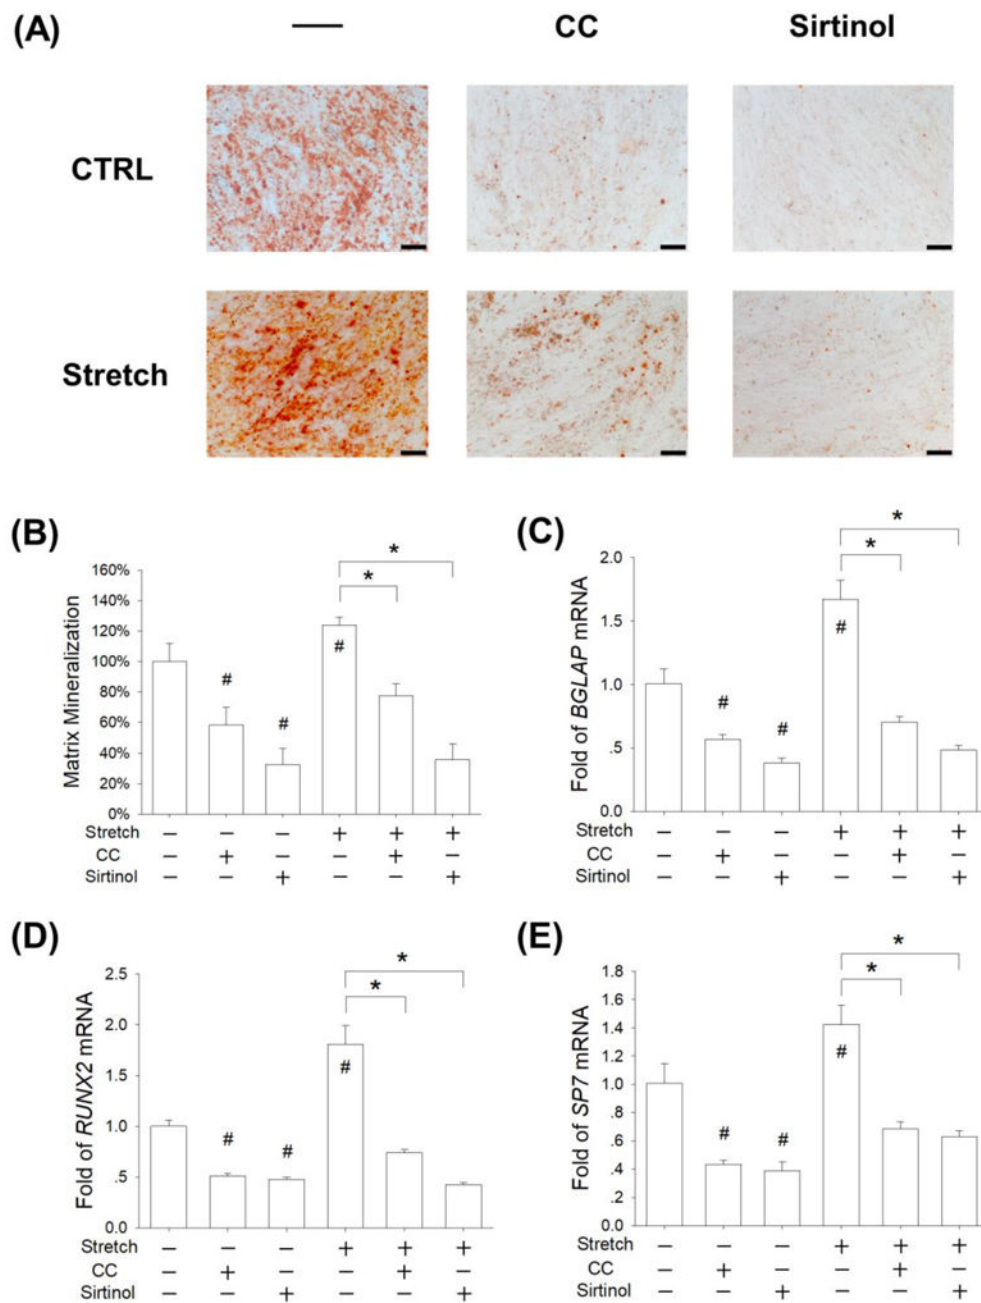 (A) — CC Sirtinol
CTRL
Stretch
(B)
Matrix Mineralization
160%
140%
120%
100%
80%
60%
40%
20%
0%
# # # * *
Stretch − − − + + +
CC − + − − + −
Sirtinol − − + − − +
(C)
Fold of BGLAP mRNA
2.0
1.5
1.0
.5
0.0
# # # * *
Stretch − − − + + +
CC − + − − + −
Sirtinol − − + − − +
(D)
Fold of RUNX2 mRNA
2.5
2.0
1.5
1.0
.5
0.0
# # # * *
Stretch − − − + + +
CC − + − − + −
Sirtinol − − + − − +
(E)
Fold of SP7 mRNA
1.8
1.6
1.4
1.2
1.0
.8
.6
.4
.2
0.0
# # # * *
Stretch − − − + + +
CC − + − − + −
Sirtinol − − + − − +